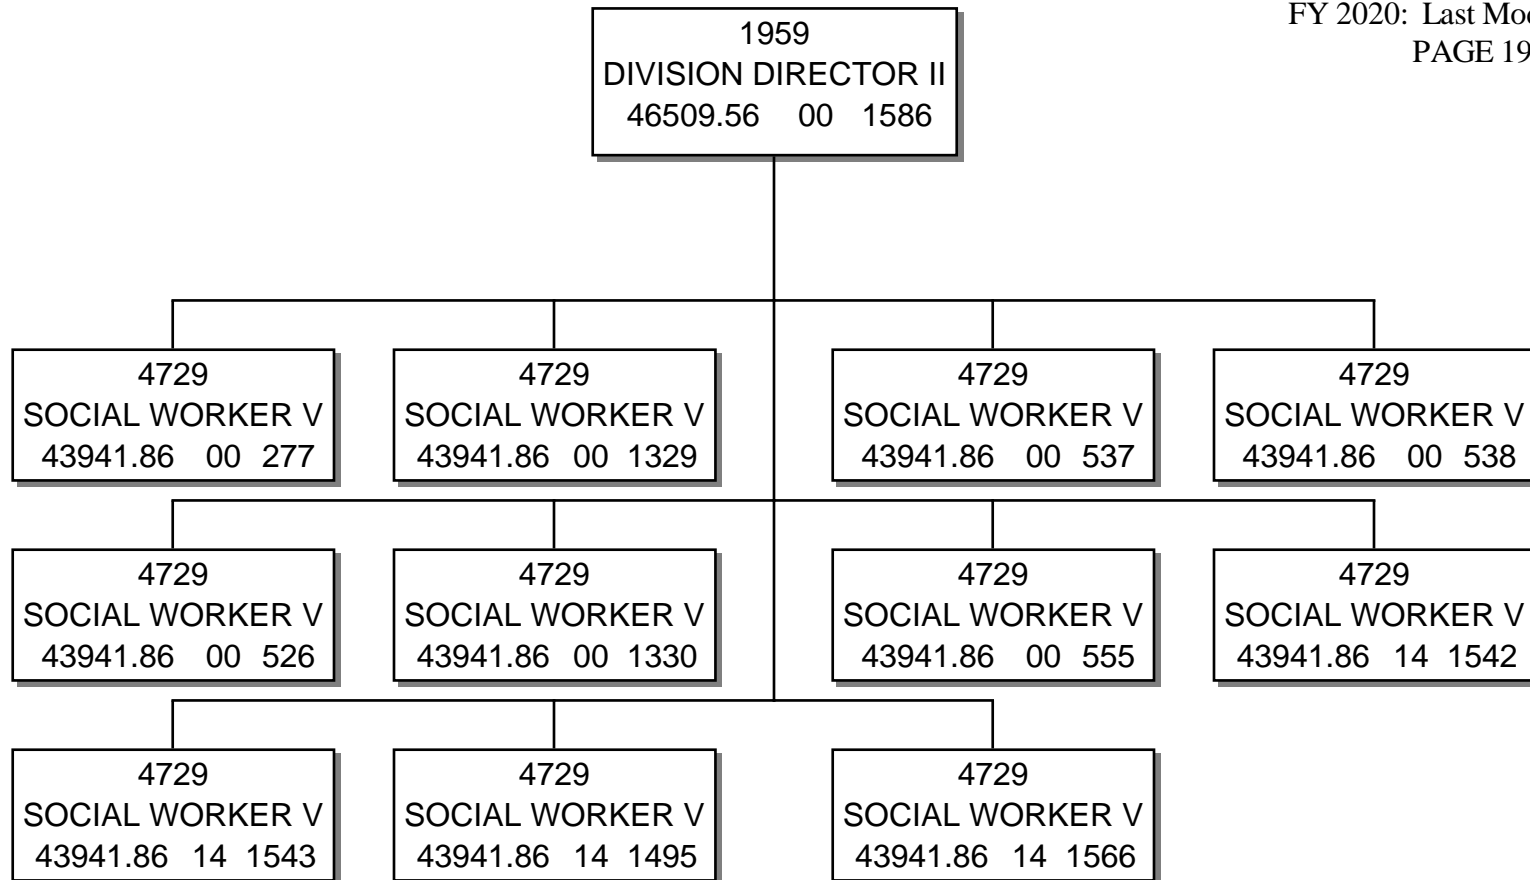 FY 2020: Last
PAGE 19
1959
DIVISION DIRECTOR II
46509.56 00 1586
4729
SOCIAL WORKER V
43941.86 00 277
4729
SOCIAL WORKER V
43941.86 00 1329
4729
SOCIAL WORKER V
43941.86 00 537
4729
SOCIAL WORKER V
43941.86 00 538
4729
SOCIAL WORKER V
43941.86 00 526
4729
SOCIAL WORKER V
43941.86 00 1330
4729
SOCIAL WORKER V
43941.86 00 555
4729
SOCIAL WORKER V
43941.86 14 1542
4729
SOCIAL WORKER V
43941.86 14 1543
4729
SOCIAL WORKER V
43941.86 14 1495
4729
SOCIAL WORKER V
43941.86 14 1566